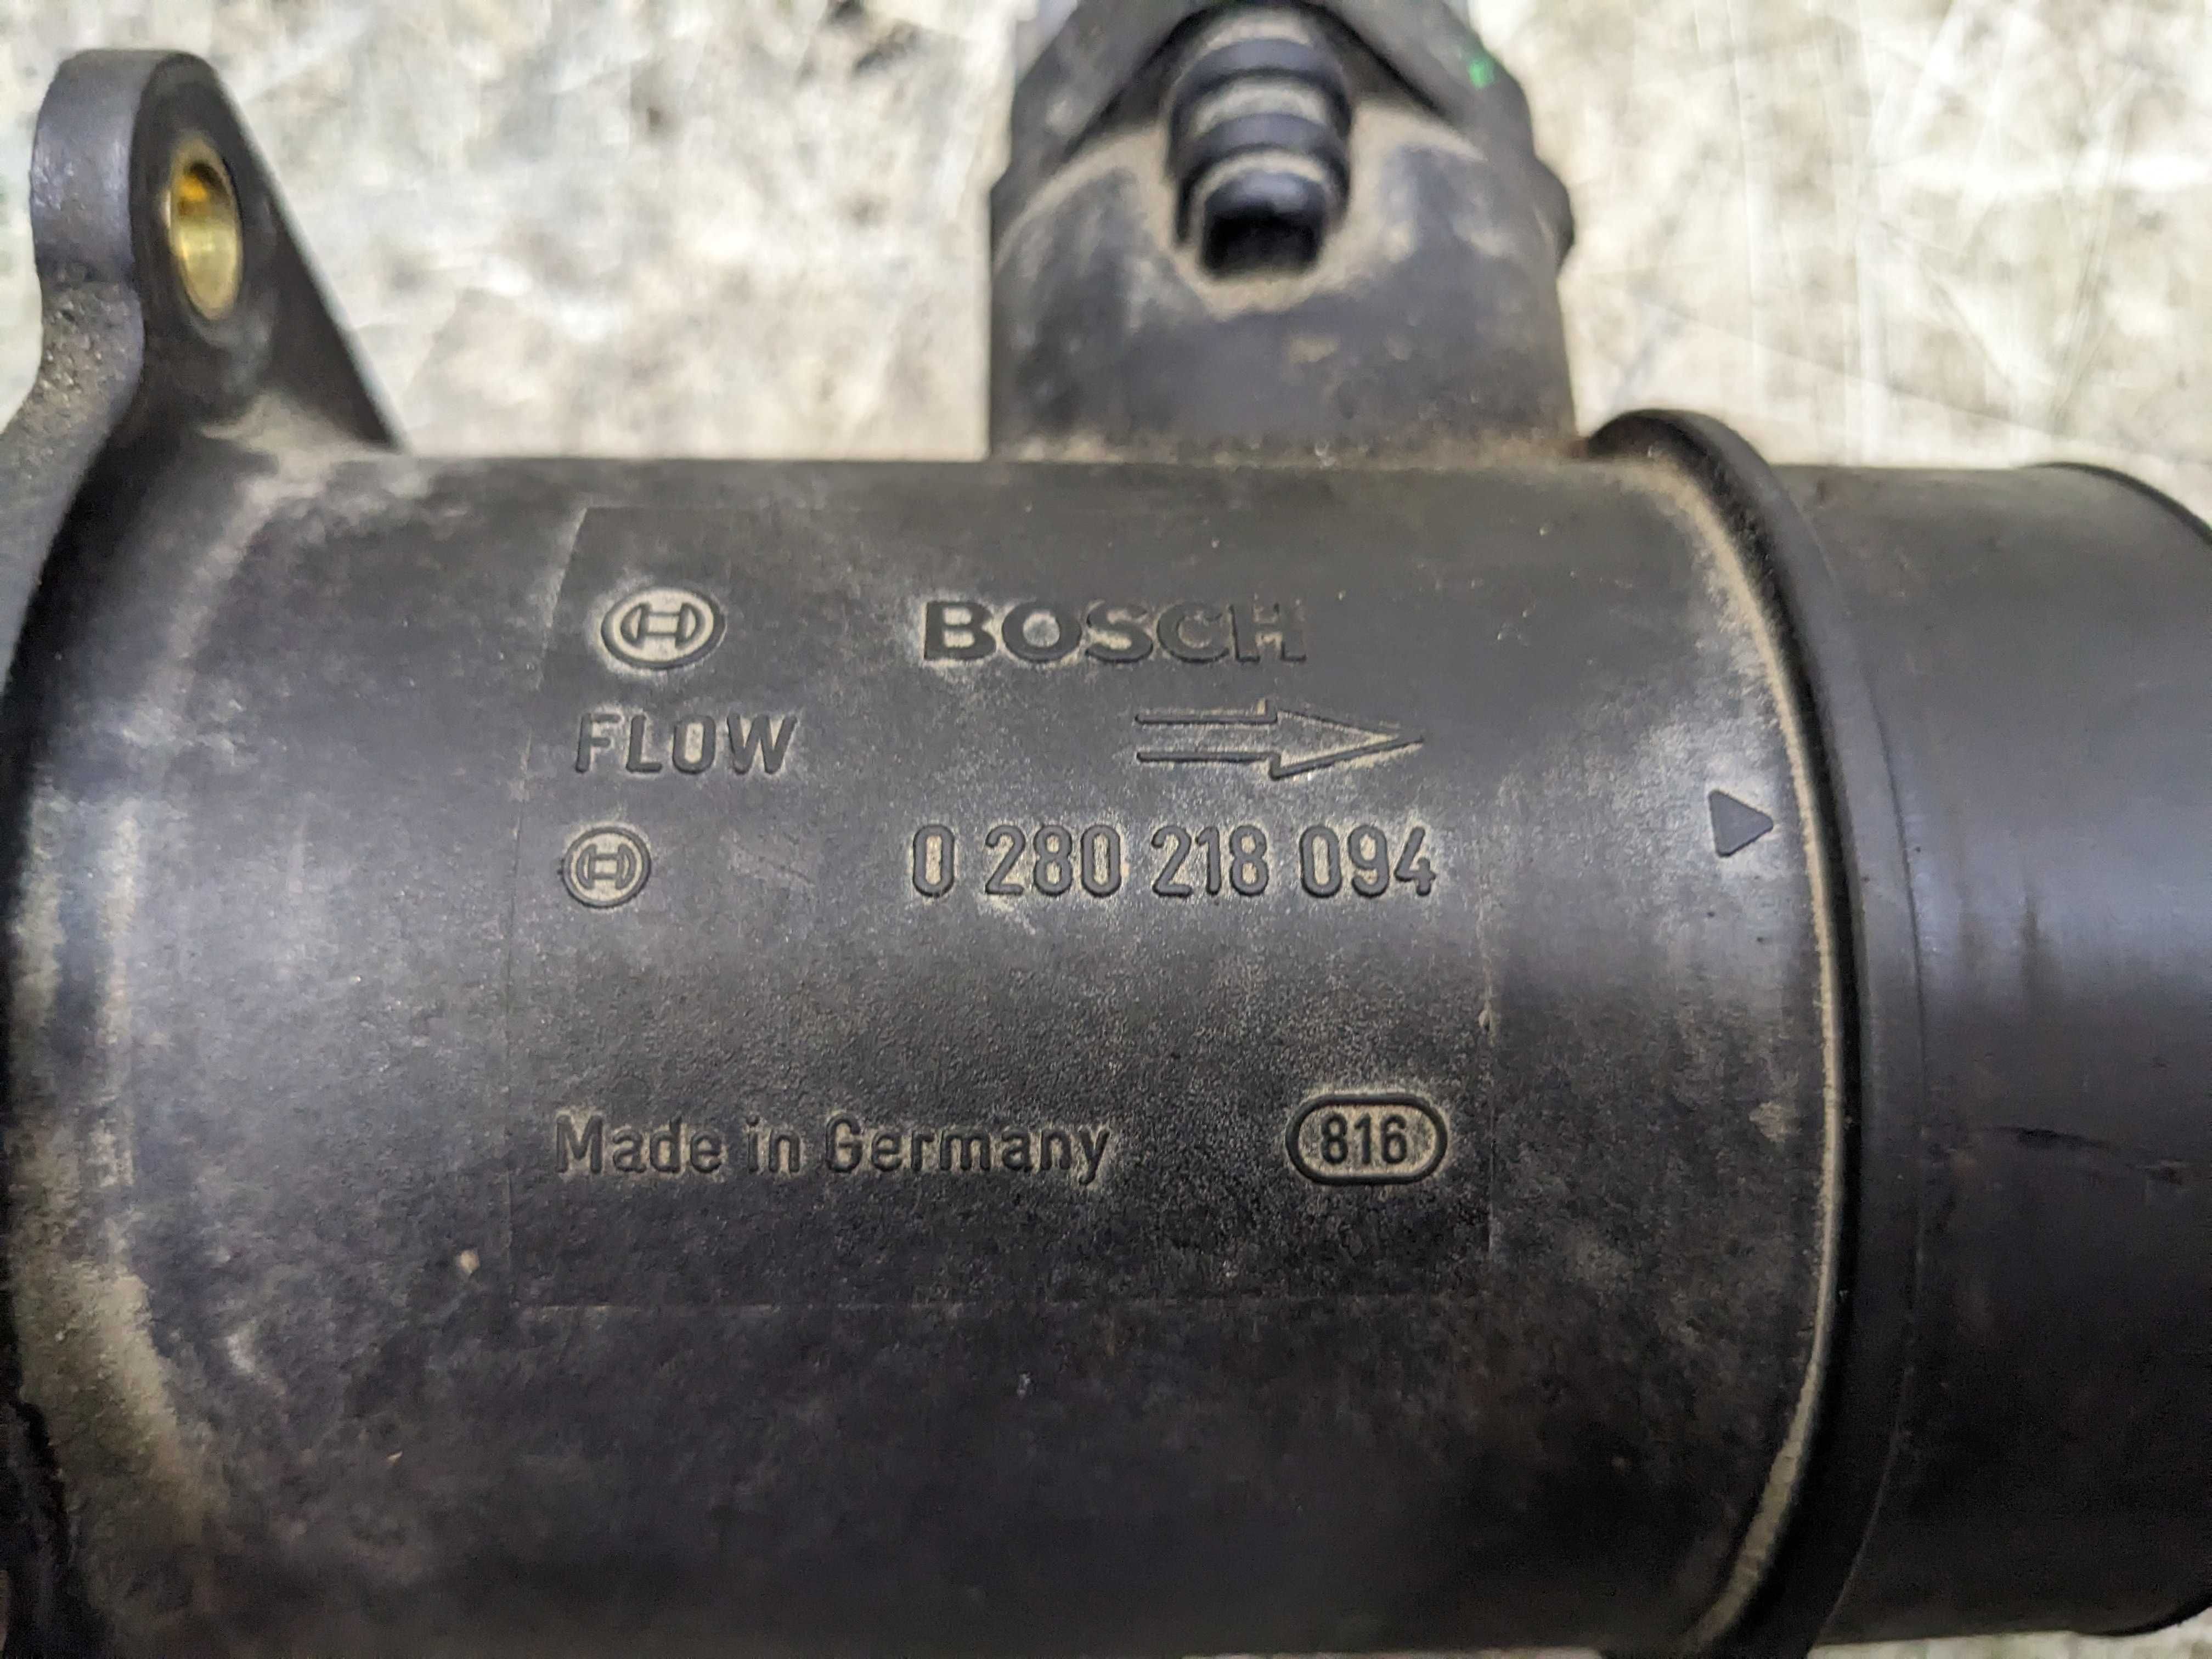 BOSCH
FLOW
0 280 218 094
Made in Germany 816